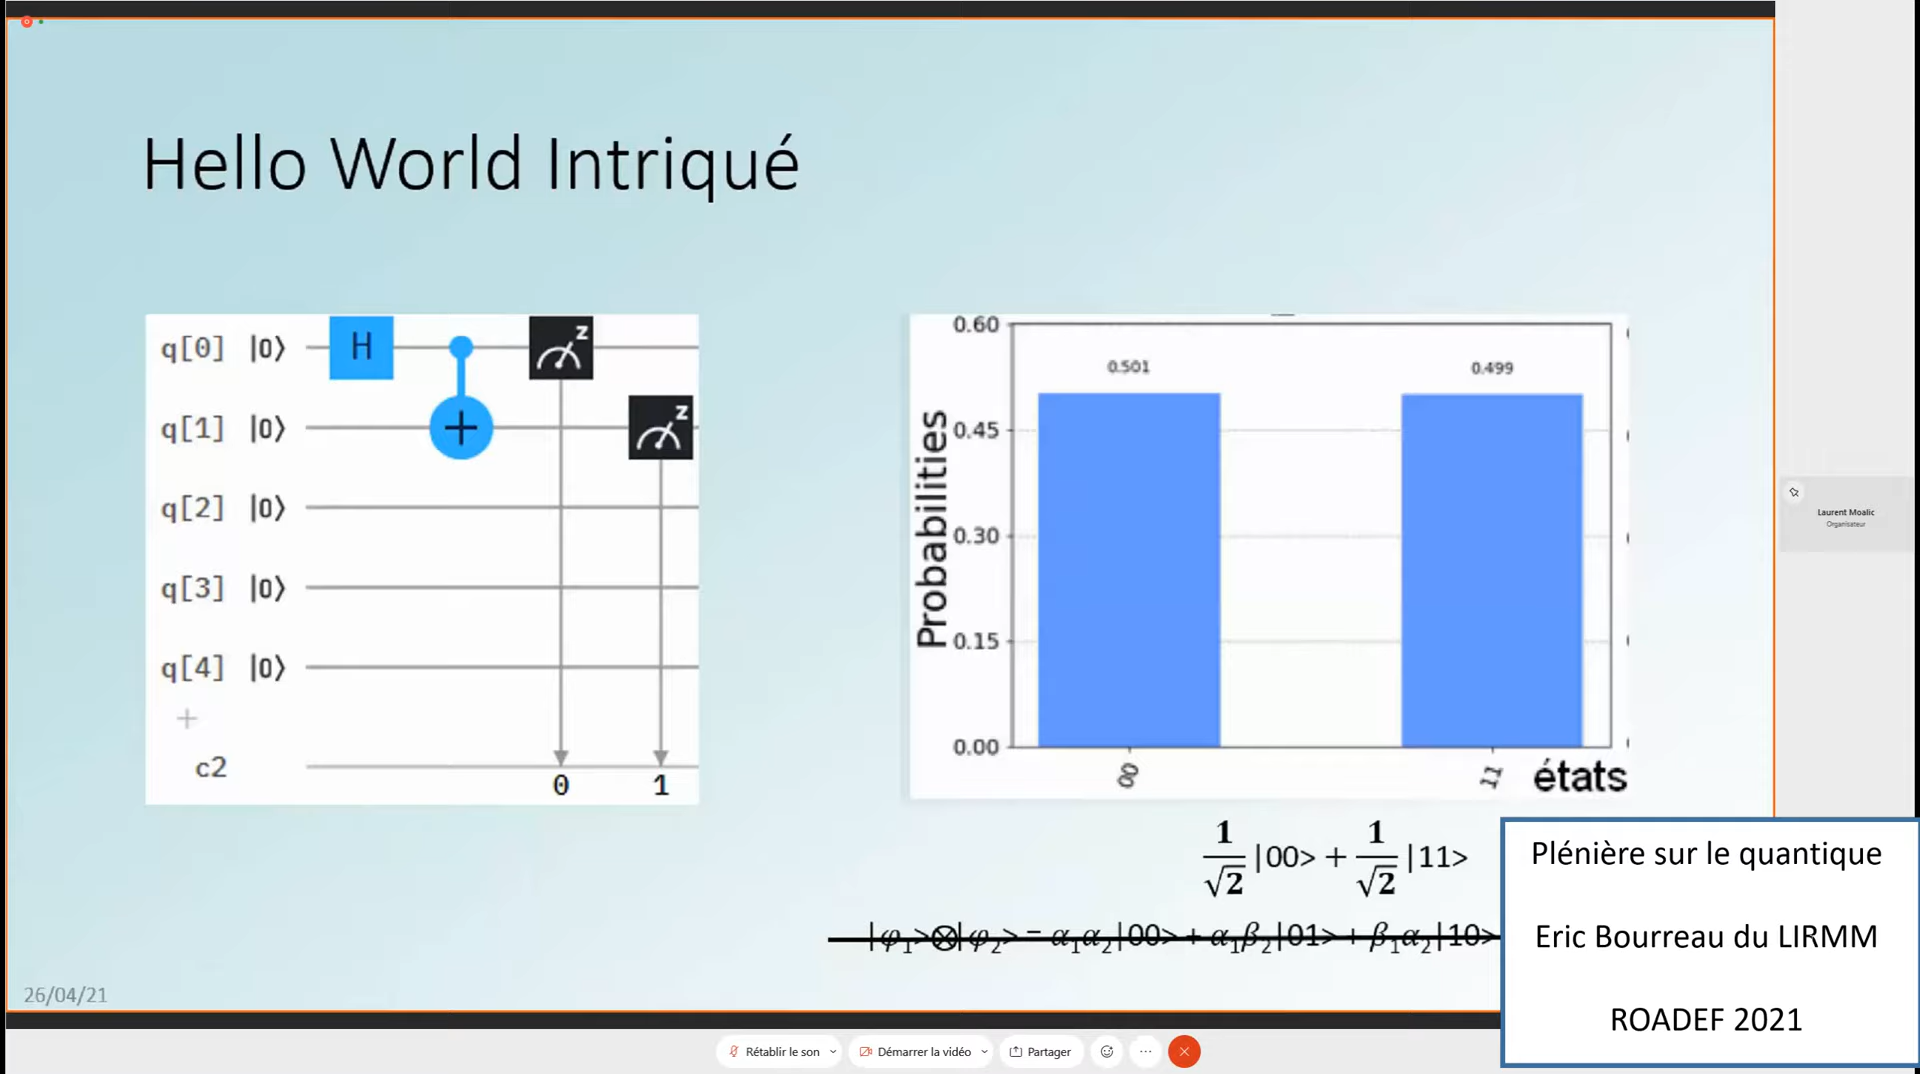 Hello World Intriqué
q[0] |0⟩ H z
q[1] |0⟩ + z
q[2] |0⟩
q[3] |0⟩
q[4] |0⟩
+
c2
0 1
Probabilities
0.60
0.45
0.30
0.15
0.00
0.501
0.499
00
11
états
1/√2 |00> + 1/√2 |11>
|φ₁>⊗|φ₂> = α₁α₂|00> + α₁β₂|01> + β₁α₂|10>
26/04/21
Laurent Moalic
Organisateur
Plénière sur le quantique
Eric Bourreau du LIRMM
ROADEF 2021
Rétablir le son
Démarrer la vidéo
Partager